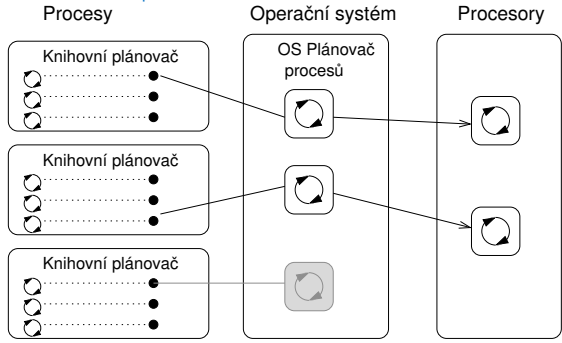 Procesy
Operační systém
Procesory
Knihovní plánovač
OS Plánovač
procesů
Knihovní plánovač
Knihovní plánovač